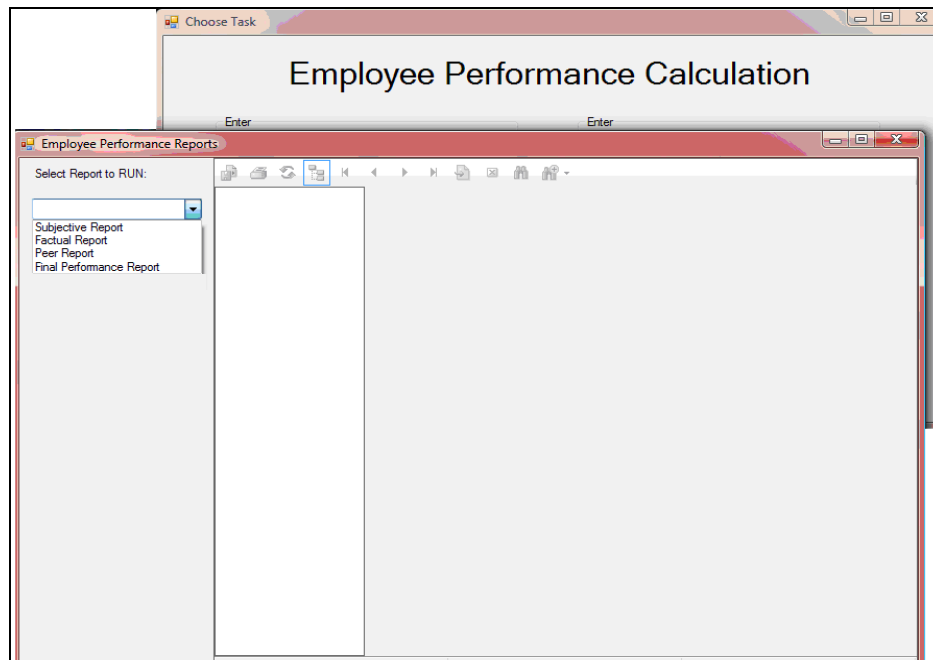 Choose Task
Employee Performance Calculation
Enter
Enter
Employee Performance Reports
Select Report to RUN:
Subjective Report
Factual Report
Peer Report
Final Performance Report